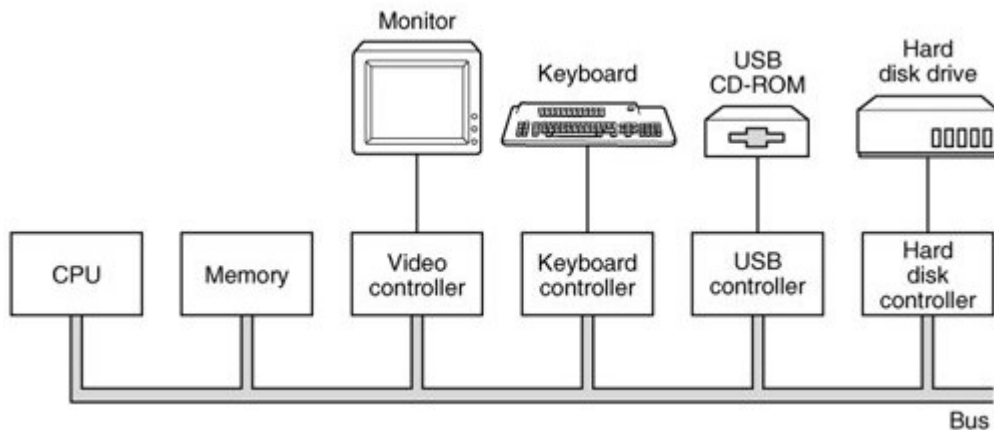 Monitor
Keyboard
USB
CD-ROM
Hard
disk drive
CPU
Memory
Video
controller
Keyboard
controller
USB
controller
Hard
disk
controller
Bus